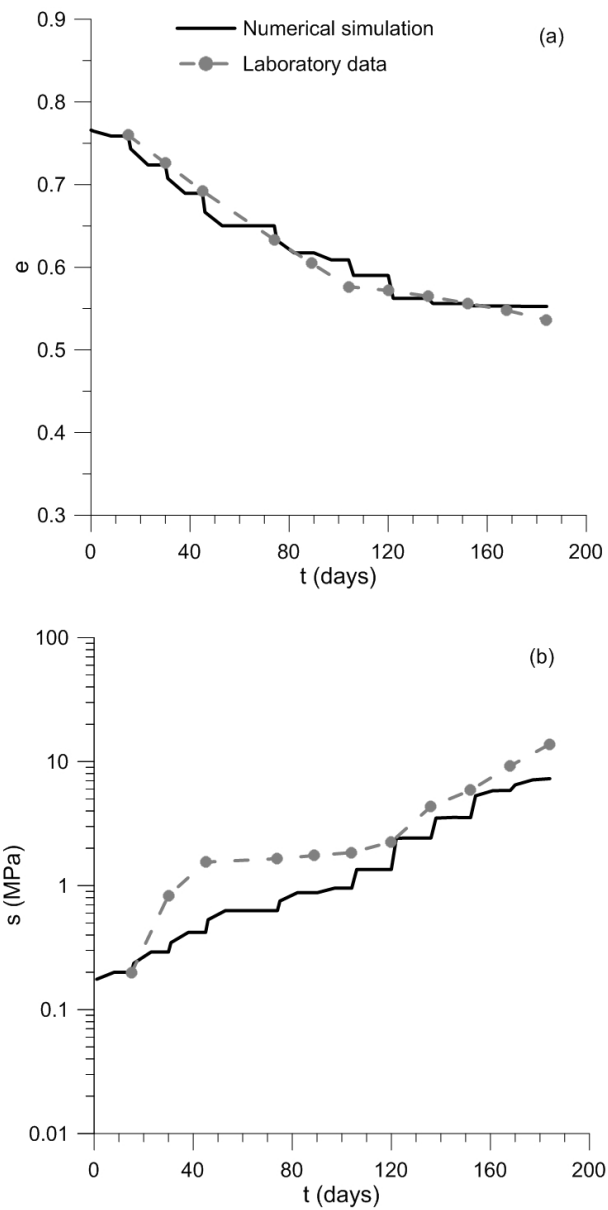 0.9
Numerical simulation
(a)
Laboratory data
0.8
0.7
e
0.6
0.5
0.4
0.3
0 40 80 120 160 200
t (days)
100
(b)
10
s (MPa)
1
0.1
0.01
0 40 80 120 160 200
t (days)